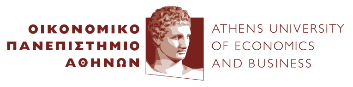 ΟΙΚΟΝΟΜΙΚΟ
ΠΑΝΕΠΙΣΤΗΜΙΟ
ΑΘΗΝΩΝ
ATHENS UNIVERSITY
OF ECONOMICS
AND BUSINESS